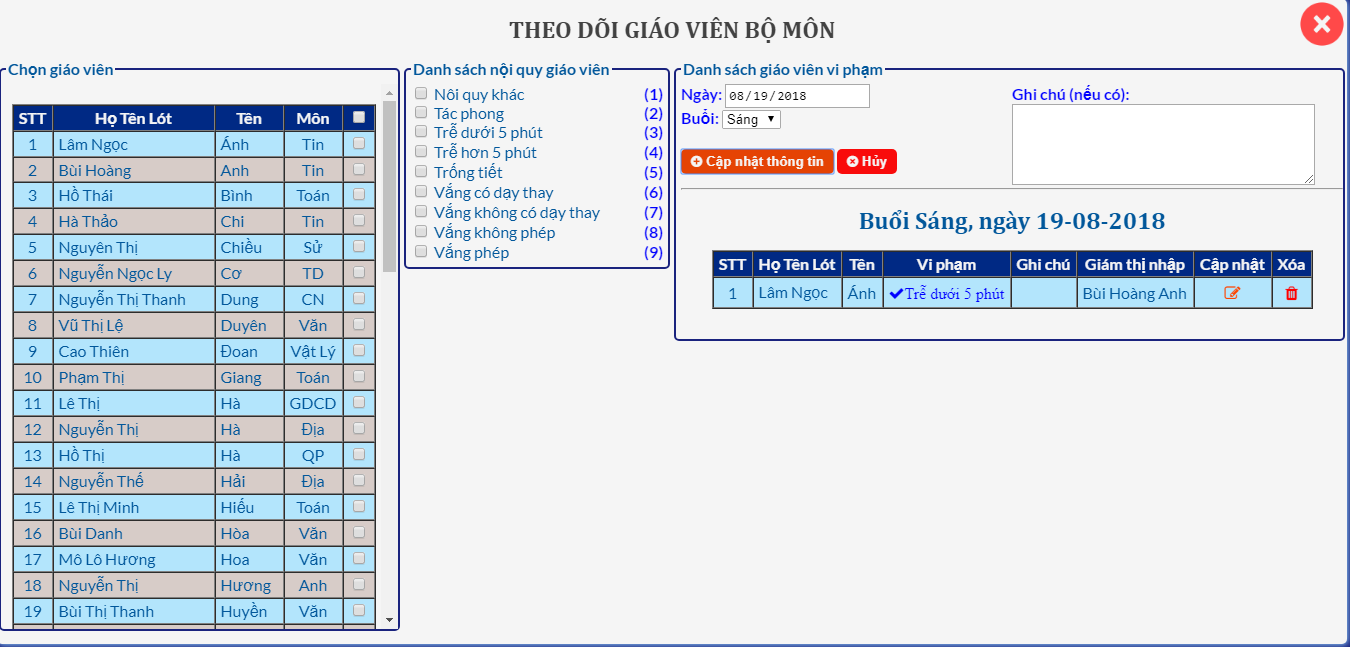 THEO DÕI GIÁO VIÊN BỘ MÔN
Chọn giáo viên
STT Họ Tên Lót Tên Môn
1 Lâm Ngọc Ánh Tin
2 Bùi Hoàng Anh Tin
3 Hồ Thái Bình Toán
4 Hà Thảo Chi Tin
5 Nguyên Thị Chiều Sử
6 Nguyễn Ngọc Ly Cơ TD
7 Nguyễn Thị Thanh Dung CN
8 Vũ Thị Lệ Duyên Văn
9 Cao Thiên Đoan Vật Lý
10 Phạm Thị Giang Toán
11 Lê Thị Hà GDCD
12 Nguyễn Thị Hà Địa
13 Hồ Thị Hà QP
14 Nguyễn Thế Hải Địa
15 Lê Thị Minh Hiếu Toán
16 Bùi Danh Hòa Văn
17 Mô Lô Hương Hoa Văn
18 Nguyễn Thị Hương Anh
19 Bùi Thị Thanh Huyền Văn
Danh sách nội quy giáo viên
Nôi quy khác (1)
Tác phong (2)
Trễ dưới 5 phút (3)
Trễ hơn 5 phút (4)
Trống tiết (5)
Vắng có dạy thay (6)
Vắng không có dạy thay (7)
Vắng không phép (8)
Vắng phép (9)
Danh sách giáo viên vi phạm
Ngày: 08/19/2018
Buổi: Sáng
Ghi chú (nếu có):
Cập nhật thông tin Hủy
Buổi Sáng, ngày 19-08-2018
STT Họ Tên Lót Tên Vi phạm Ghi chú Giám thị nhập Cập nhật Xóa
1 Lâm Ngọc Ánh Trễ dưới 5 phút Bùi Hoàng Anh